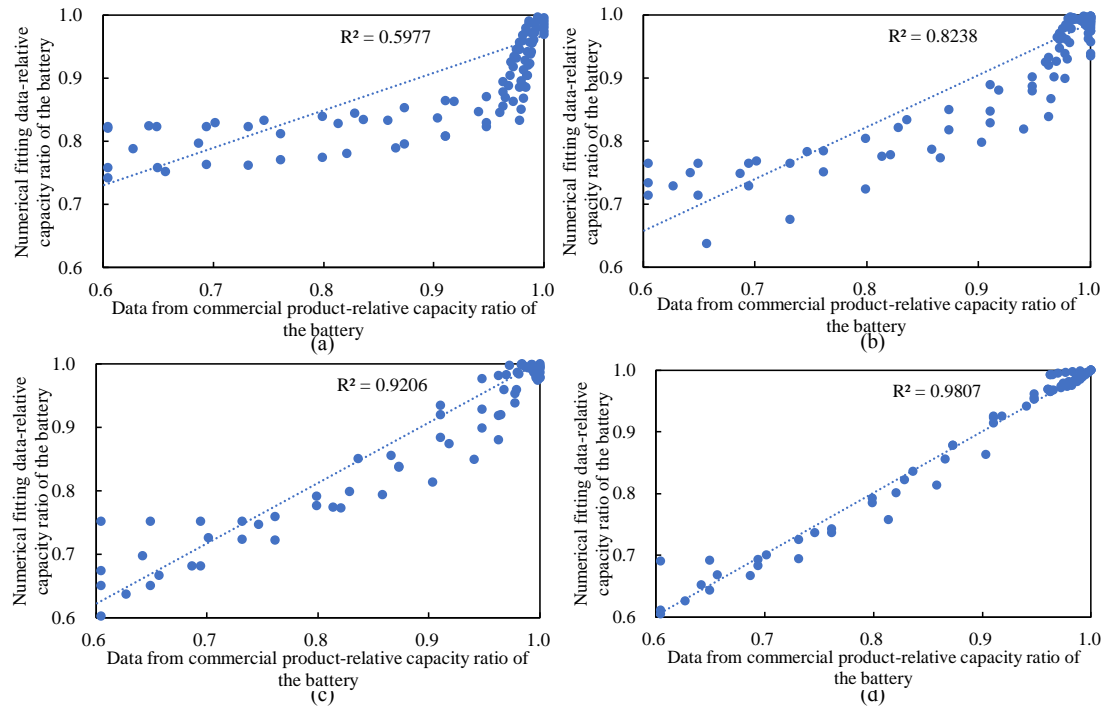 Numerical fitting data-relative
capacity ratio of the battery
1.0
0.9
0.8
0.7
0.6
R² = 0.5977
0.6 0.7 0.8 0.9 1.0
Data from commercial product-relative capacity ratio of
the battery
(a)
Numerical fitting data-relative
capacity ratio of the battery
1.0
0.9
0.8
0.7
0.6
R² = 0.8238
0.6 0.7 0.8 0.9 1.0
Data from commercial product-relative capacity ratio of
the battery
(b)
Numerical fitting data-relative
capacity ratio of the battery
1.0
0.9
0.8
0.7
0.6
R² = 0.9206
0.6 0.7 0.8 0.9 1.0
Data from commercial product-relative capacity ratio of
the battery
(c)
Numerical fitting data-relative
capacity ratio of the battery
1.0
0.9
0.8
0.7
0.6
R² = 0.9807
0.6 0.7 0.8 0.9 1.0
Data from commercial product-relative capacity ratio of
the battery
(d)